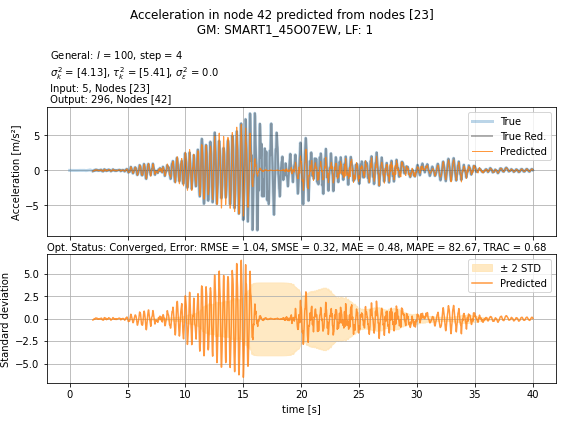 Acceleration in node 42 predicted from nodes [23]
GM: SMART1_45O07EW, LF: 1
General: l = 100, step = 4
σ²ₖ = [4.13], τ²ₖ = [5.41], σ²ε = 0.0
Input: 5, Nodes [23]
Output: 296, Nodes [42]
Acceleration [m/s²]
5
0
−5
True
True Red.
Predicted
Opt. Status: Converged, Error: RMSE = 1.04, SMSE = 0.32, MAE = 0.48, MAPE = 82.67, TRAC = 0.68
Standard deviation
5.0
2.5
0.0
−2.5
−5.0
± 2 STD
Predicted
0 5 10 15 20 25 30 35 40
time [s]